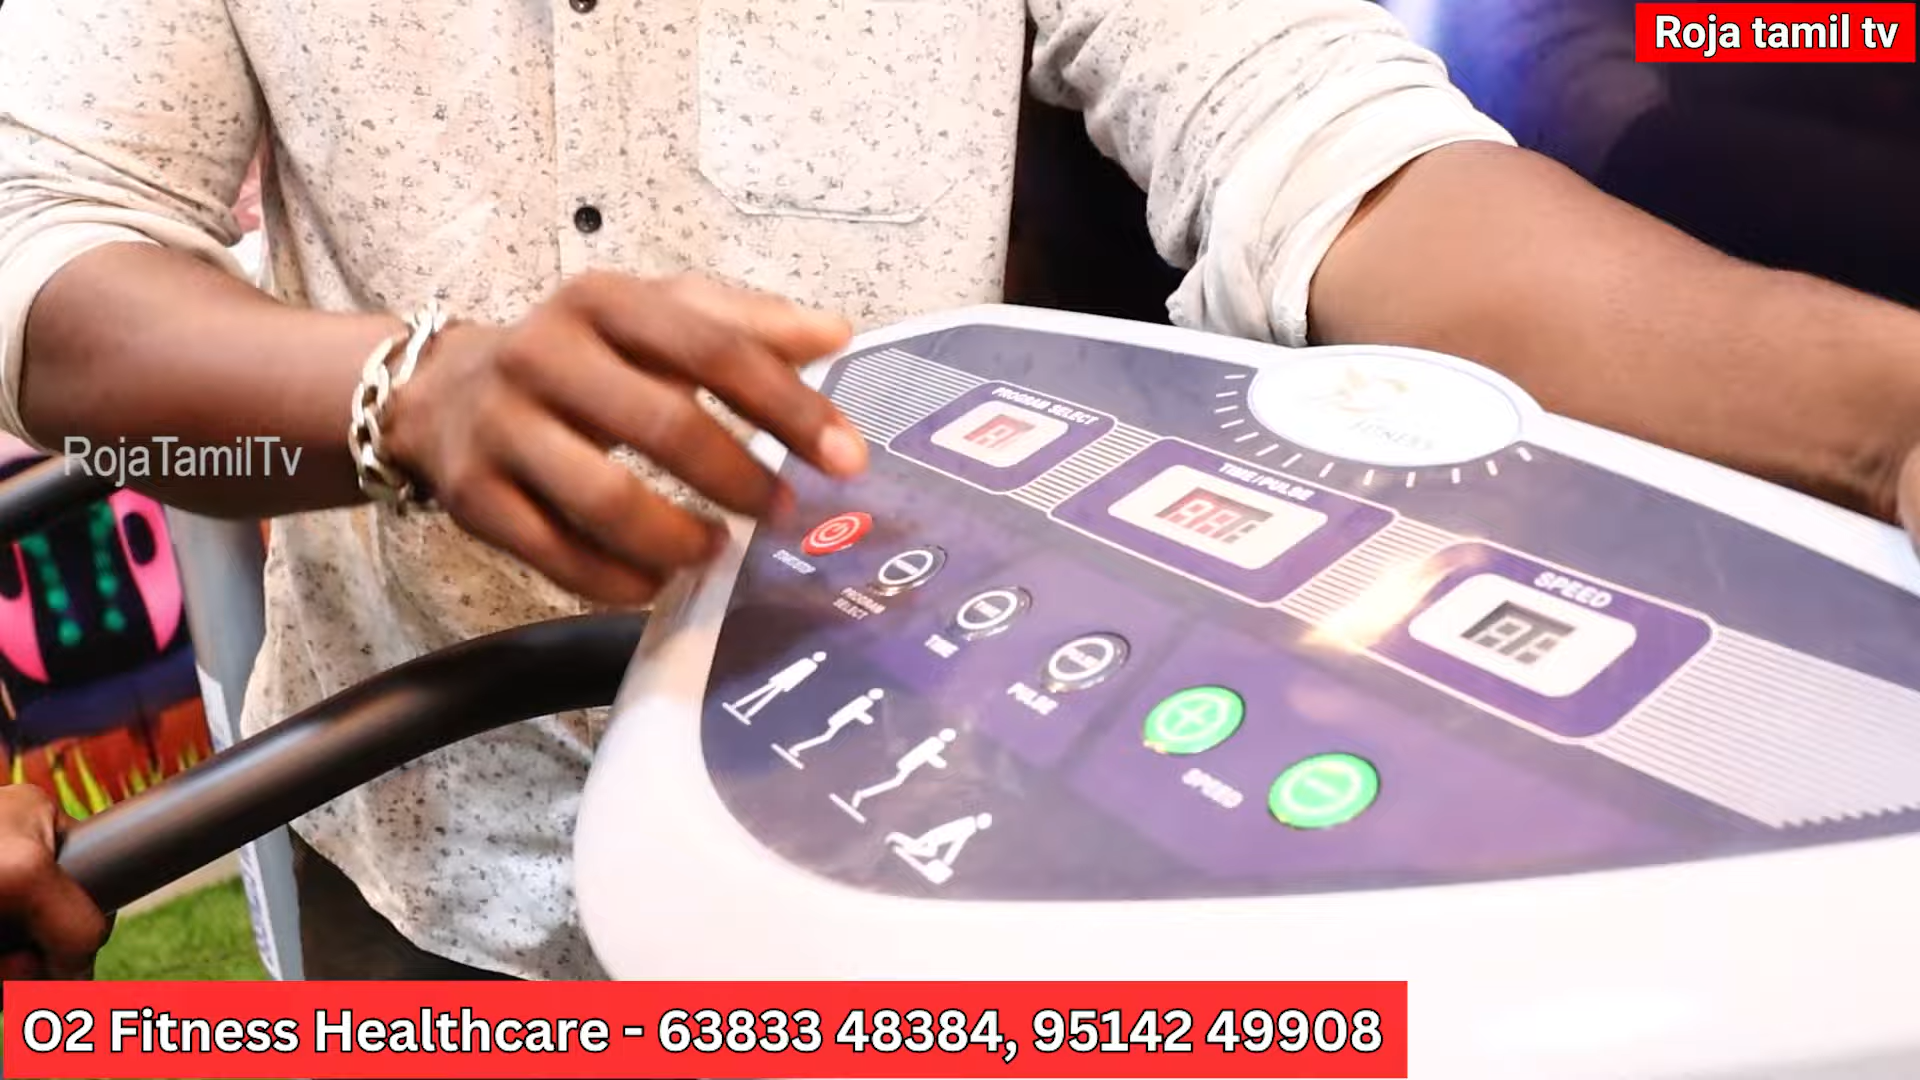 Roja tamil tv
PROGRAM SELECT
TIME/PULSE
SPEED
RojaTamilTv
PROGRAM
SELECT
TIME
PULSE
SPEED
FITNESS
O2 Fitness Healthcare - 63833 48384, 95142 49908